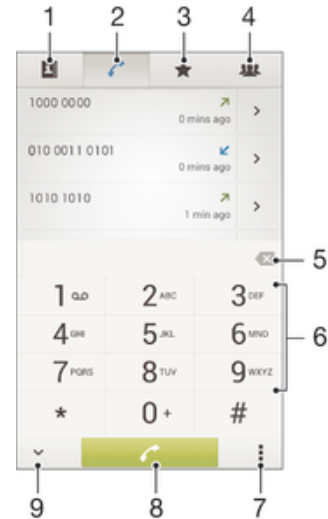 1 2 3 4
1000 0000
0 mins ago
010 0011 0101
0 mins ago
1010 1010
1 min ago
5
1 2 ABC 3 DEF
4 GHI 5 JKL 6 MNO
6
7 PQRS 8 TUV 9 WXYZ
* 0 + #
9 8 7